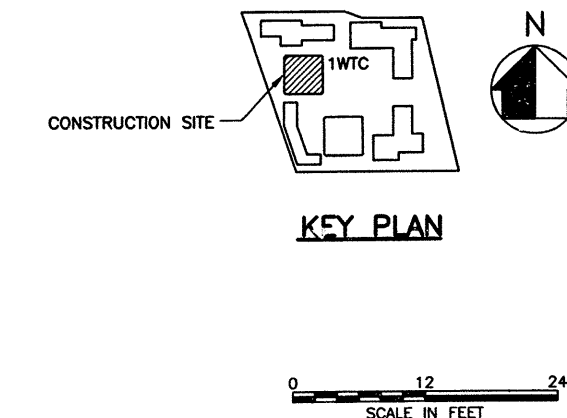 N
1WTC
CONSTRUCTION SITE
KEY PLAN
0 12 24
SCALE IN FEET